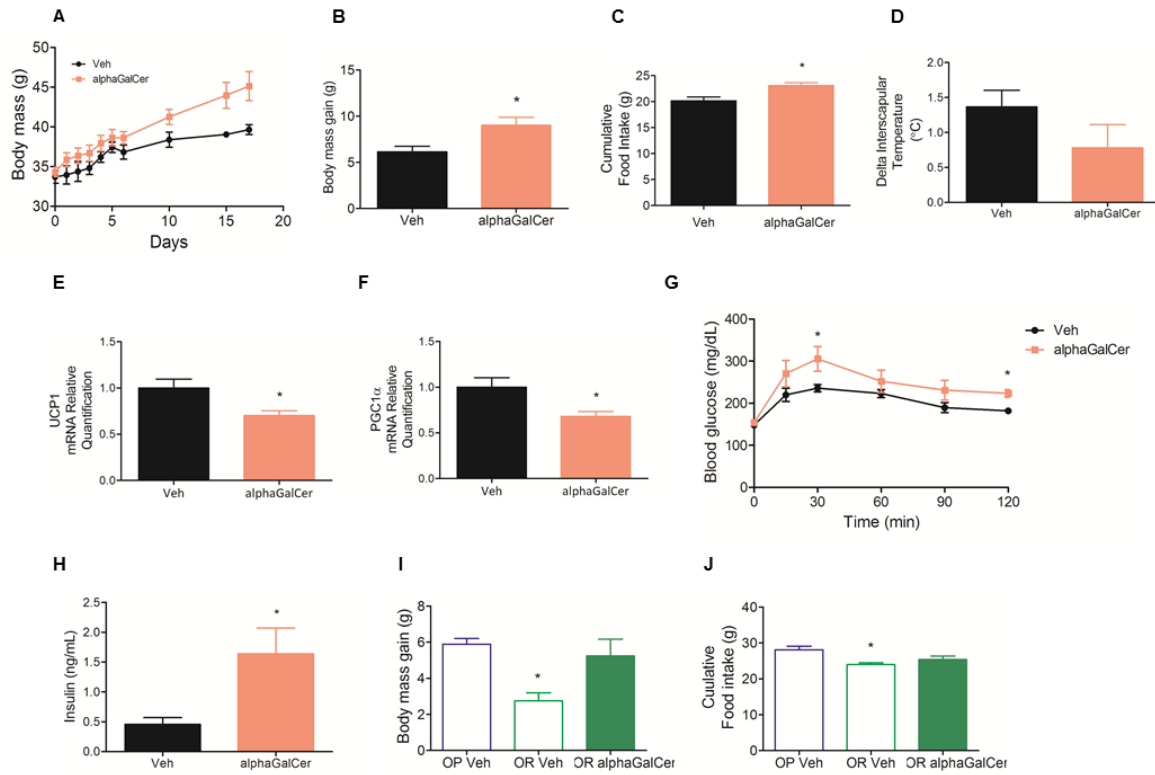 A
Body mass (g)
50
45
40
35
30
0 5 10 15 20
Days
Veh
alphaGalCer
B
Body mass gain (g)
15
10
5
0
*
Veh alphaGalCer
C
Cumulative
Food Intake (g)
30
25
20
15
10
5
0
*
Veh alphaGalCer
D
Delta Interscapular
Temperature
(°C)
2.0
1.5
1.0
0.5
0.0
Veh alphaGalCer
E
UCP1
mRNA Relative
Quantification
1.5
1.0
0.5
0.0
*
Veh alphaGalCer
F
PGC1α
mRNA Relative
Quantification
1.5
1.0
0.5
0.0
*
Veh alphaGalCer
G
Blood glucose (mg/dL)
400
300
200
100
0
* *
0 30 60 90 120
Time (min)
Veh
alphaGalCer
H
Insulin (ng/mL)
2.5
2.0
1.5
1.0
0.5
0.0
*
Veh alphaGalCer
I
Body mass gain (g)
8
6
4
2
0
*
OP Veh OR Veh OR alphaGalCer
J
Cuulative
Food intake (g)
40
30
20
10
0
*
OP Veh OR Veh OR alphaGalCer